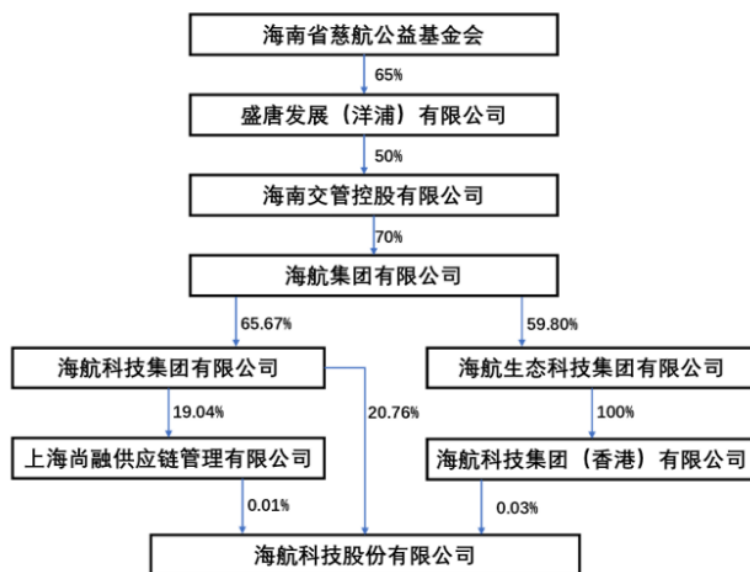 海南省慈航公益基金会
65%
盛唐发展（洋浦）有限公司
50%
海南交管控股有限公司
70%
海航集团有限公司
65.67%
59.80%
海航科技集团有限公司
海航生态科技集团有限公司
19.04%
20.76%
100%
上海尚融供应链管理有限公司
海航科技集团（香港）有限公司
0.01%
0.03%
海航科技股份有限公司